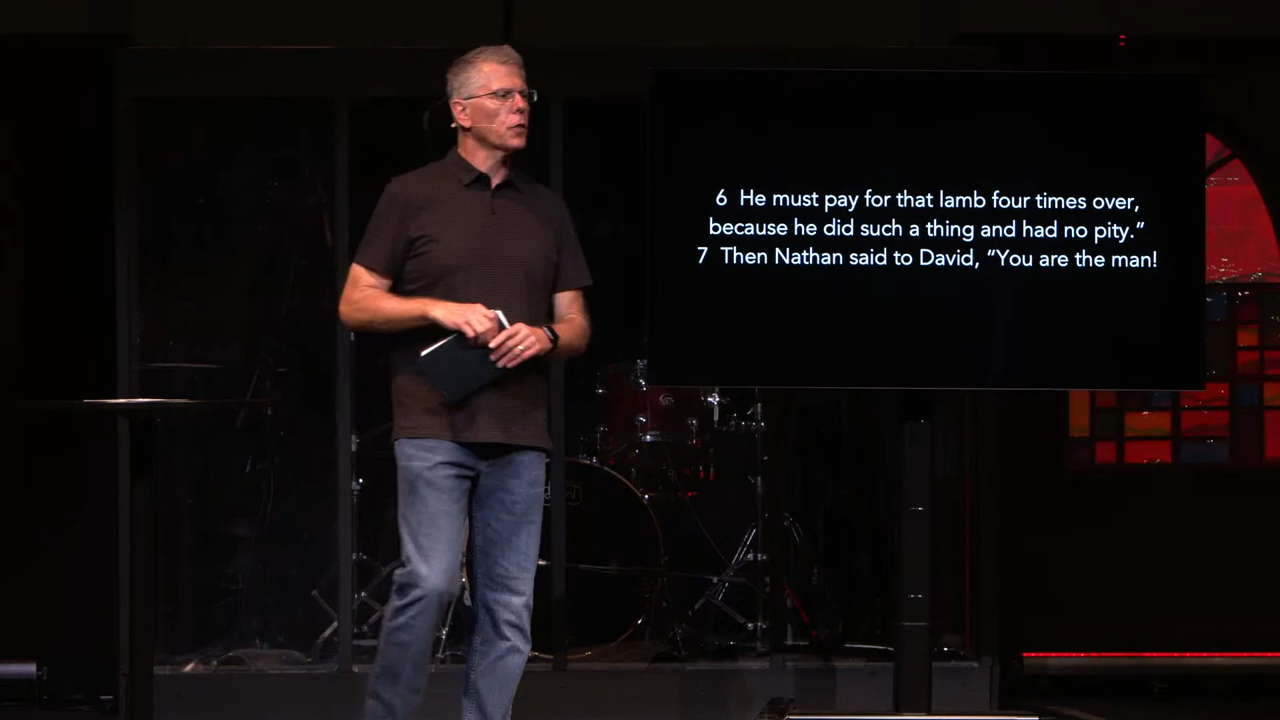 6 He must pay for that lamb four times over,
because he did such a thing and had no pity.”
7 Then Nathan said to David, “You are the man!